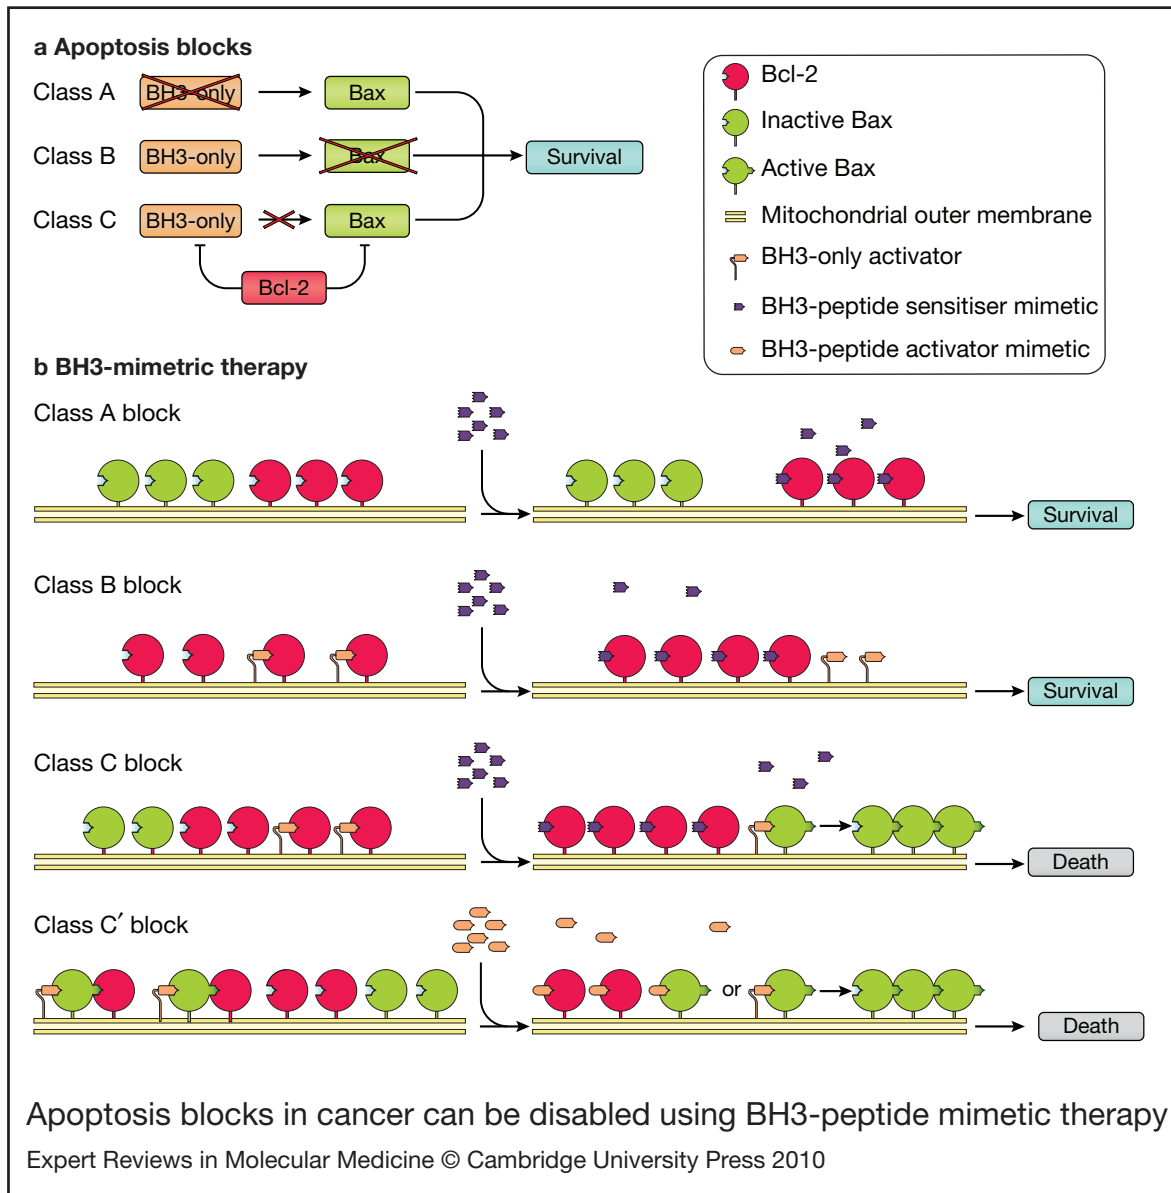 a Apoptosis blocks
Class A BH3-only Bax
Class B BH3-only Bax Survival
Class C BH3-only Bax
Bcl-2
Bcl-2
Inactive Bax
Active Bax
Mitochondrial outer membrane
BH3-only activator
BH3-peptide sensitiser mimetic
BH3-peptide activator mimetic
b BH3-mimetric therapy
Class A block
Survival
Class B block
Survival
Class C block
Death
Class C′ block
or
Death
Apoptosis blocks in cancer can be disabled using BH3-peptide mimetic therapy
Expert Reviews in Molecular Medicine © Cambridge University Press 2010